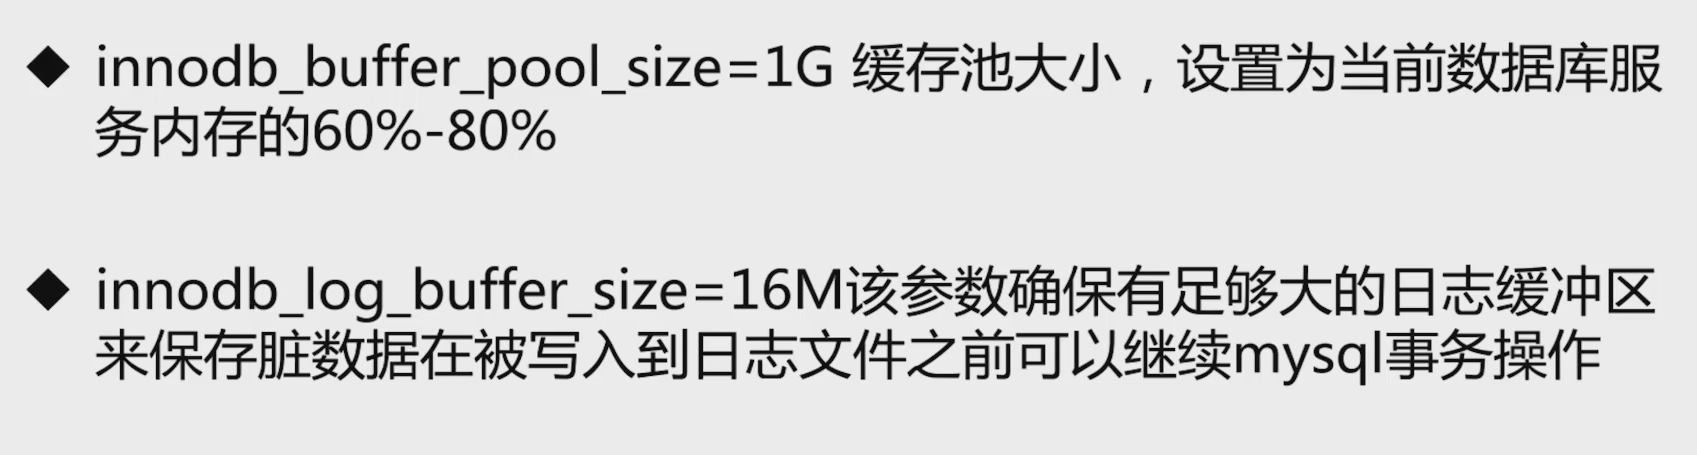 ◆ innodb_buffer_pool_size=1G 缓存池大小，设置为当前数据库服
务内存的60%-80%
◆ innodb_log_buffer_size=16M该参数确保有足够大的日志缓冲区
来保存脏数据在被写入到日志文件之前可以继续mysql事务操作